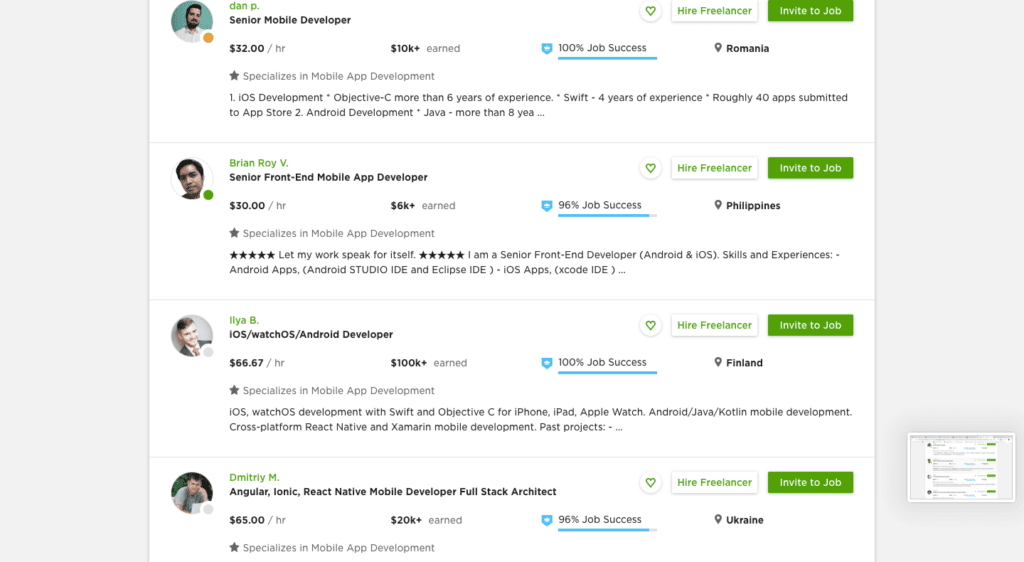 dan p.
Hire Freelancer
Invite to Job
Senior Mobile Developer
$32.00 / hr
$10k+ earned
100% Job Success
Romania
Specializes in Mobile App Development
1. iOS Development * Objective-C more than 6 years of experience. * Swift - 4 years of experience * Roughly 40 apps submitted
to App Store 2. Android Development * Java - more than 8 yea ...
Brian Roy V.
Hire Freelancer
Invite to Job
Senior Front-End Mobile App Developer
$30.00 / hr
$6k+ earned
96% Job Success
Philippines
Specializes in Mobile App Development
★★★★★ Let my work speak for itself. ★★★★★ I am a Senior Front-End Developer (Android & iOS). Skills and Experiences: -
Android Apps, (Android STUDIO IDE and Eclipse IDE ) - iOS Apps, (xcode IDE ) ...
Ilya B.
Hire Freelancer
Invite to Job
iOS/watchOS/Android Developer
$66.67 / hr
$100k+ earned
100% Job Success
Finland
Specializes in Mobile App Development
iOS, watchOS development with Swift and Objective C for iPhone, iPad, Apple Watch. Android/Java/Kotlin mobile development.
Cross-platform React Native and Xamarin mobile development. Past projects: - ...
Dmitriy M.
Hire Freelancer
Invite to Job
Angular, Ionic, React Native Mobile Developer Full Stack Architect
$65.00 / hr
$20k+ earned
96% Job Success
Ukraine
Specializes in Mobile App Development